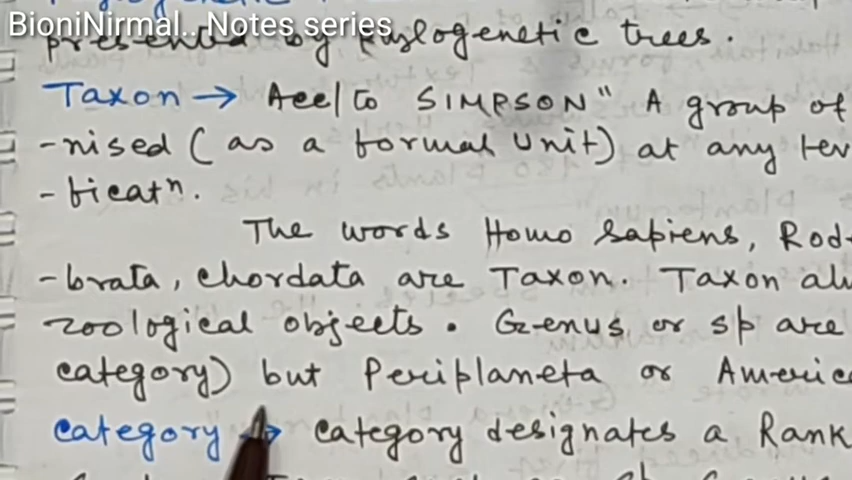 BioniNirmal.. Notes series
presented by Phylogenetic trees.
Taxon → Acc/to SIMPSON" A group of
-nised (as a formal Unit) at any lev
-ficatⁿ.
The words Homo sapiens, Rod-
-brata, chordata are Taxon. Taxon alw
zoological objects. Genus or sp are
category) but Periplaneta or America
category → category designates a Rank